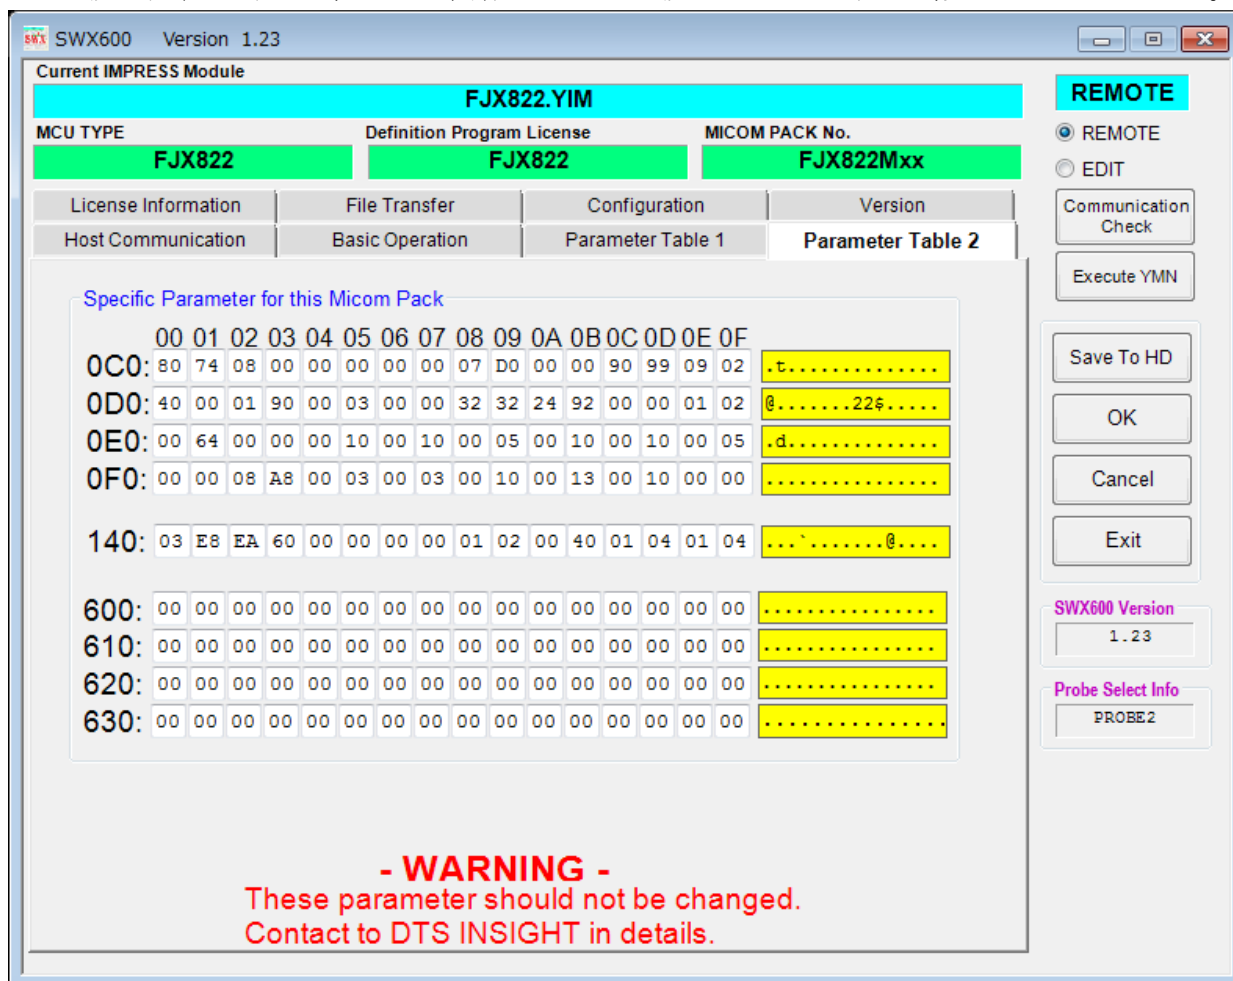 SWX600 Version 1.23
Current IMPRESS Module
FJX822.YIM
MCU TYPE Definition Program License MICOM PACK No.
FJX822 FJX822 FJX822Mxx
License Information File Transfer Configuration Version
Host Communication Basic Operation Parameter Table 1 Parameter Table 2
Specific Parameter for this Micom Pack
00 01 02 03 04 05 06 07 08 09 0A 0B 0C 0D 0E 0F
0C0: 80 74 08 00 00 00 00 00 07 D0 00 00 90 99 09 02 .t..............
0D0: 40 00 01 90 00 03 00 00 32 32 24 92 00 00 01 02 @.......22$.....
0E0: 00 64 00 00 00 10 00 10 00 05 00 10 00 10 00 05 .d..............
0F0: 00 00 08 A8 00 03 00 03 00 10 00 13 00 10 00 00 ................
140: 03 E8 EA 60 00 00 00 00 01 02 00 40 01 04 01 04 ...`.......@....
600: 00 00 00 00 00 00 00 00 00 00 00 00 00 00 00 00 ................
610: 00 00 00 00 00 00 00 00 00 00 00 00 00 00 00 00 ................
620: 00 00 00 00 00 00 00 00 00 00 00 00 00 00 00 00 ................
630: 00 00 00 00 00 00 00 00 00 00 00 00 00 00 00 00 ................
- WARNING -
These parameter should not be changed.
Contact to DTS INSIGHT in details.
REMOTE
REMOTE
EDIT
Communication
Check
Execute YMN
Save To HD
OK
Cancel
Exit
SWX600 Version
1.23
Probe Select Info
PROBE2